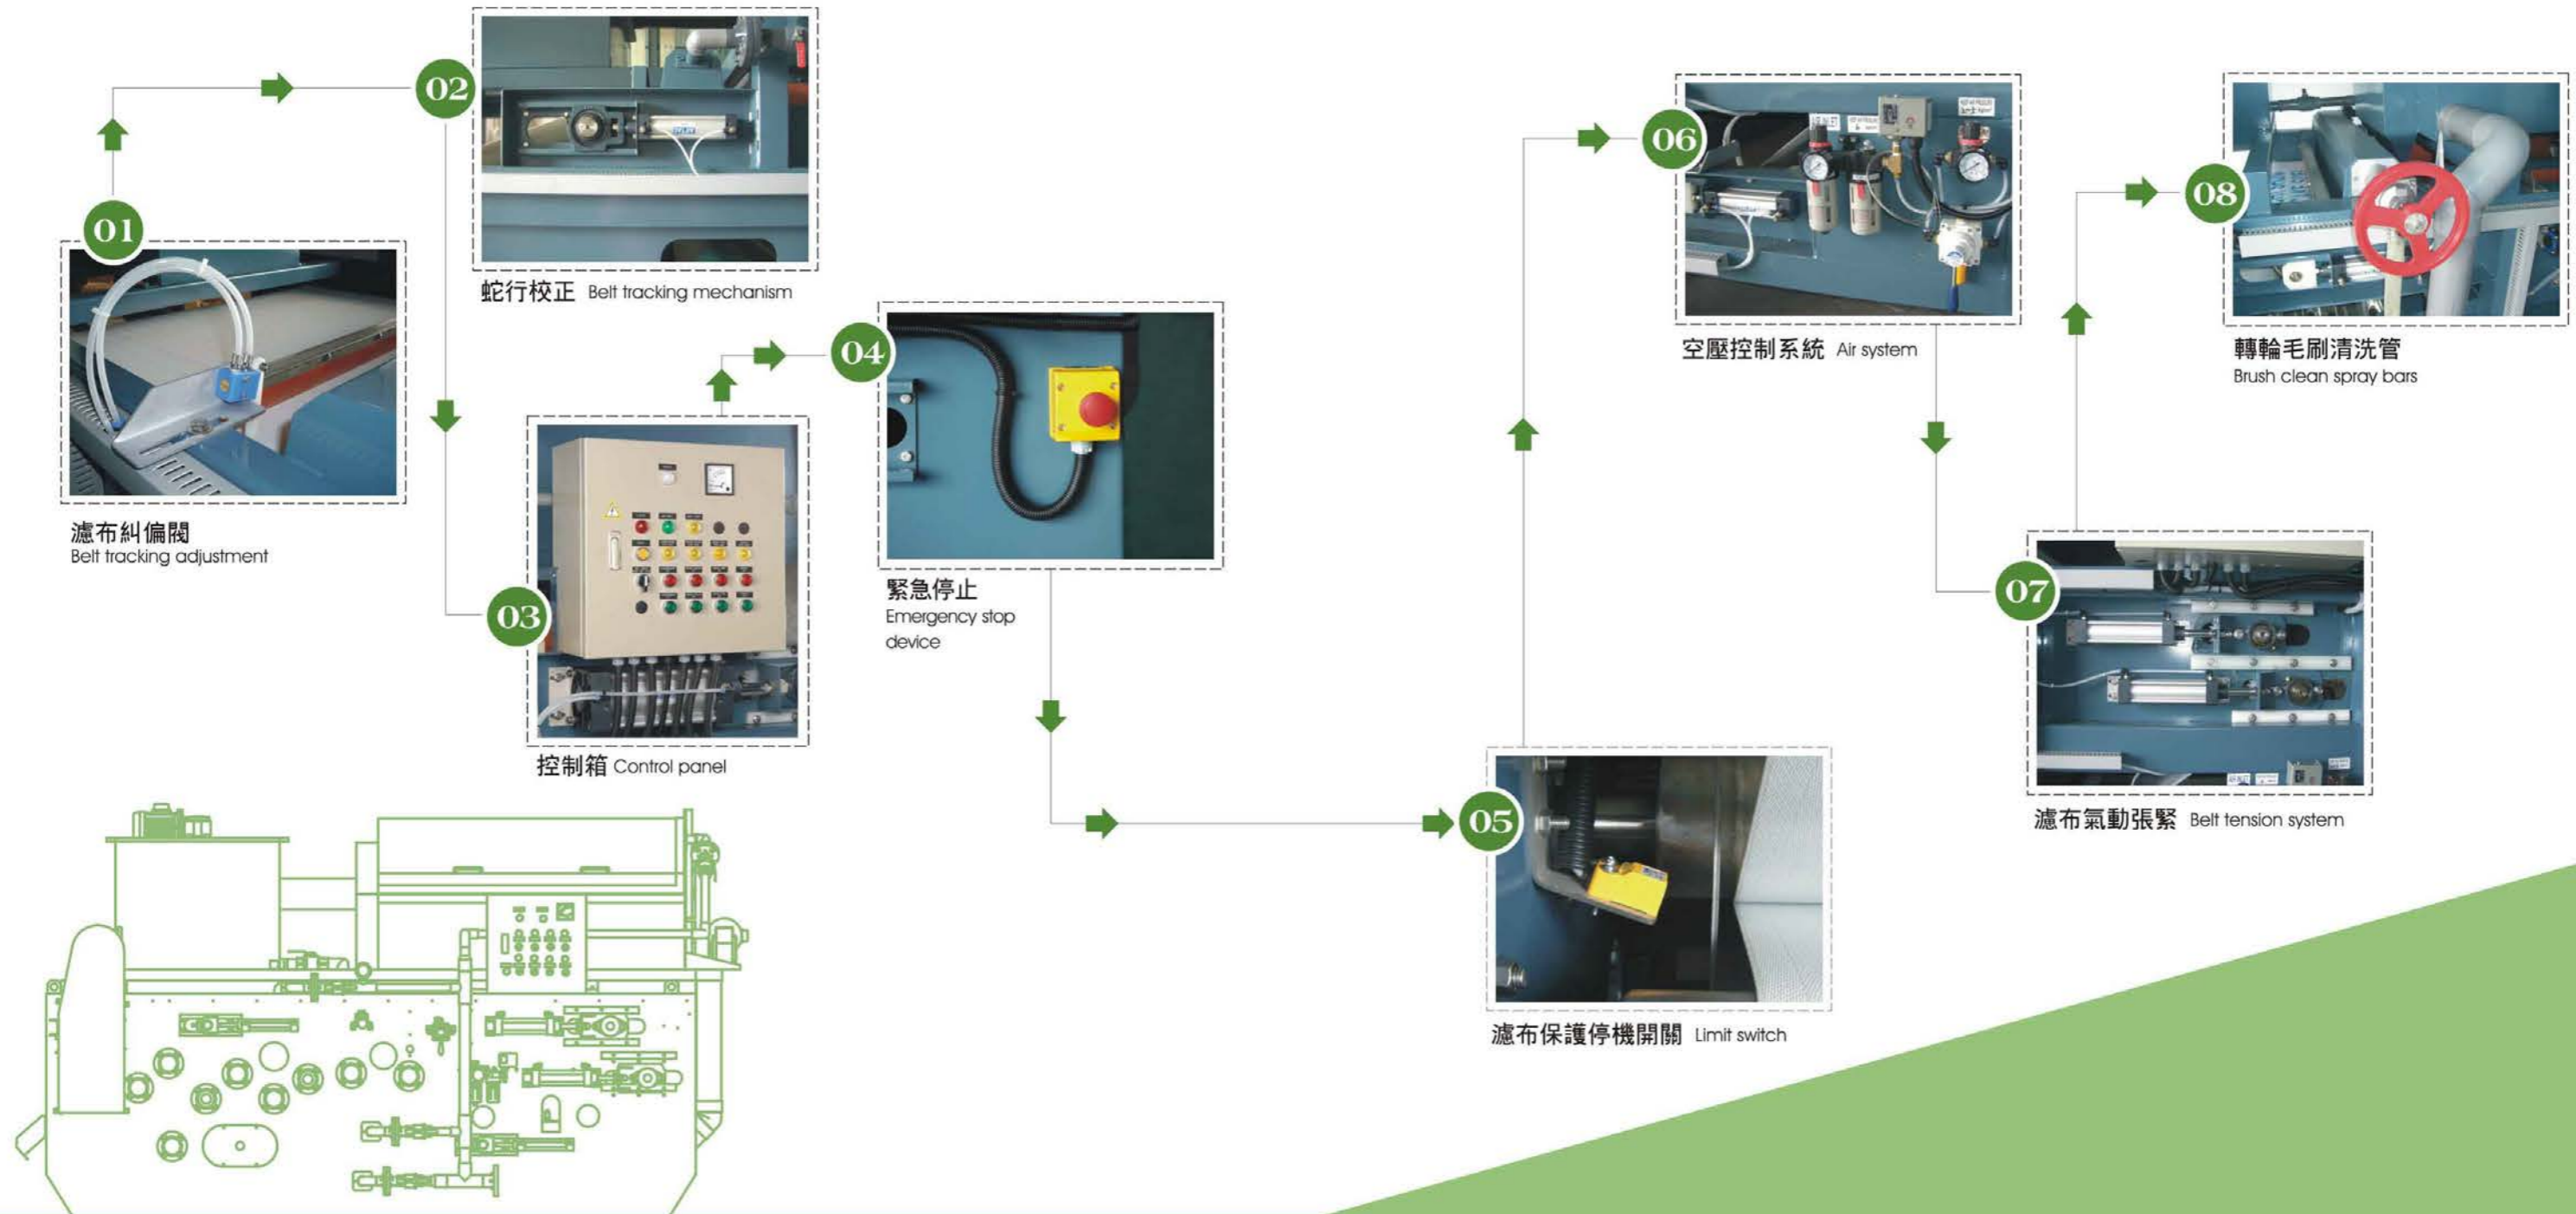 01
濾布糾偏閥
Belt tracking adjustment
02
蛇行校正 Belt tracking mechanism
03
控制箱 Control panel
04
緊急停止
Emergency stop
device
05
濾布保護停機開關 Limit switch
06
AIR INLET
空壓控制系統 Air system
07
濾布氣動張緊 Belt tension system
08
轉輪毛刷清洗管
Brush clean spray bars